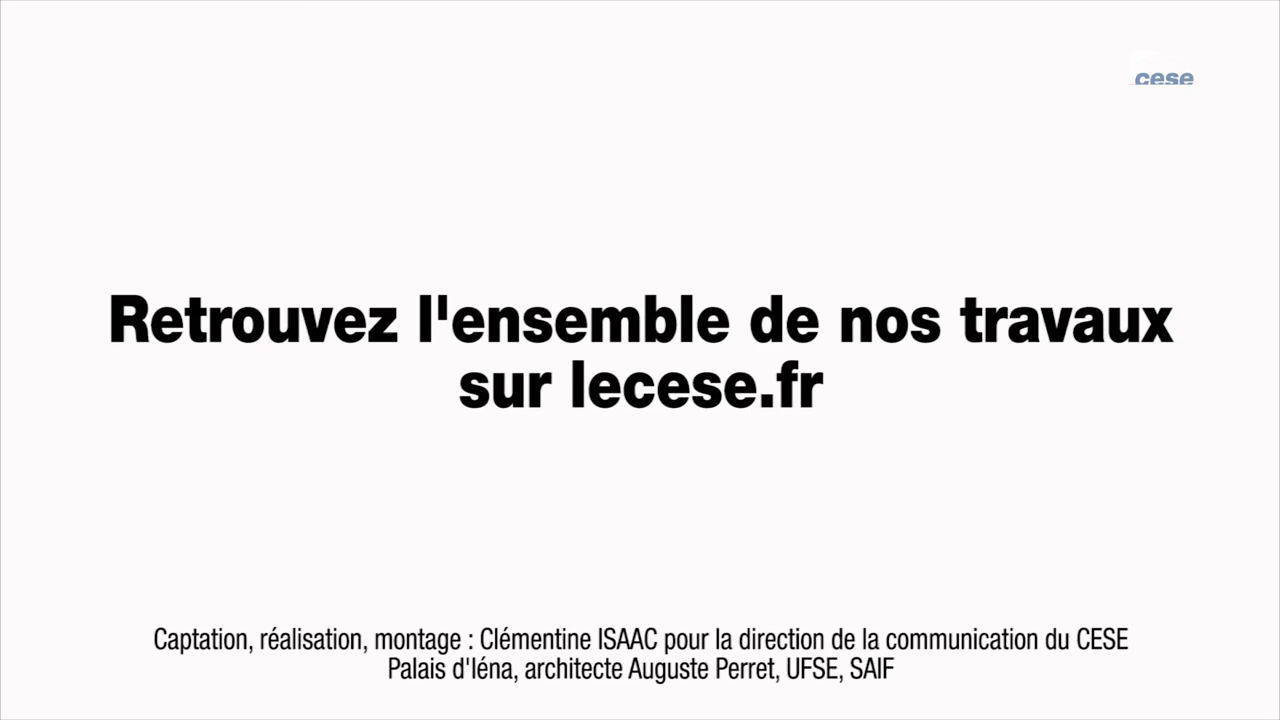 cese
Retrouvez l'ensemble de nos travaux
sur lecese.fr
Captation, réalisation, montage : Clémentine ISAAC pour la direction de la communication du CESE
Palais d'Iéna, architecte Auguste Perret, UFSE, SAIF